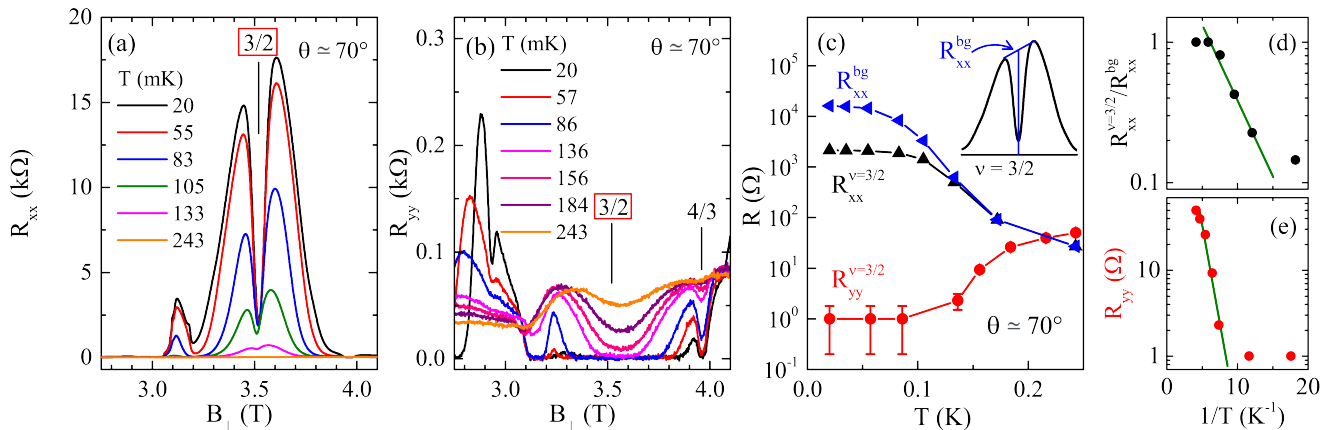 (a)
3/2
θ ≃ 70°
T (mK)
20
55
83
105
133
243
20
15
10
5
0
R_xx (kΩ)
3.0
3.5
4.0
B_⊥ (T)
(b)
T (mK)
θ ≃ 70°
20
57
86
136
156
184
243
3/2
4/3
0.3
0.2
0.1
0.0
R_yy (kΩ)
3.0
3.5
4.0
B_⊥ (T)
(c)
R_xx^bg
R_xx^bg
ν = 3/2
R_xx^ν=3/2
R_yy^ν=3/2
θ ≃ 70°
10^5
10^4
10^3
10^2
10^1
10^0
10^-1
R (Ω)
0.0
0.1
0.2
T (K)
(d)
1
0.1
R_xx^ν=3/2/R_xx^bg
(e)
10
1
R_yy (Ω)
0
10
20
1/T (K^-1)